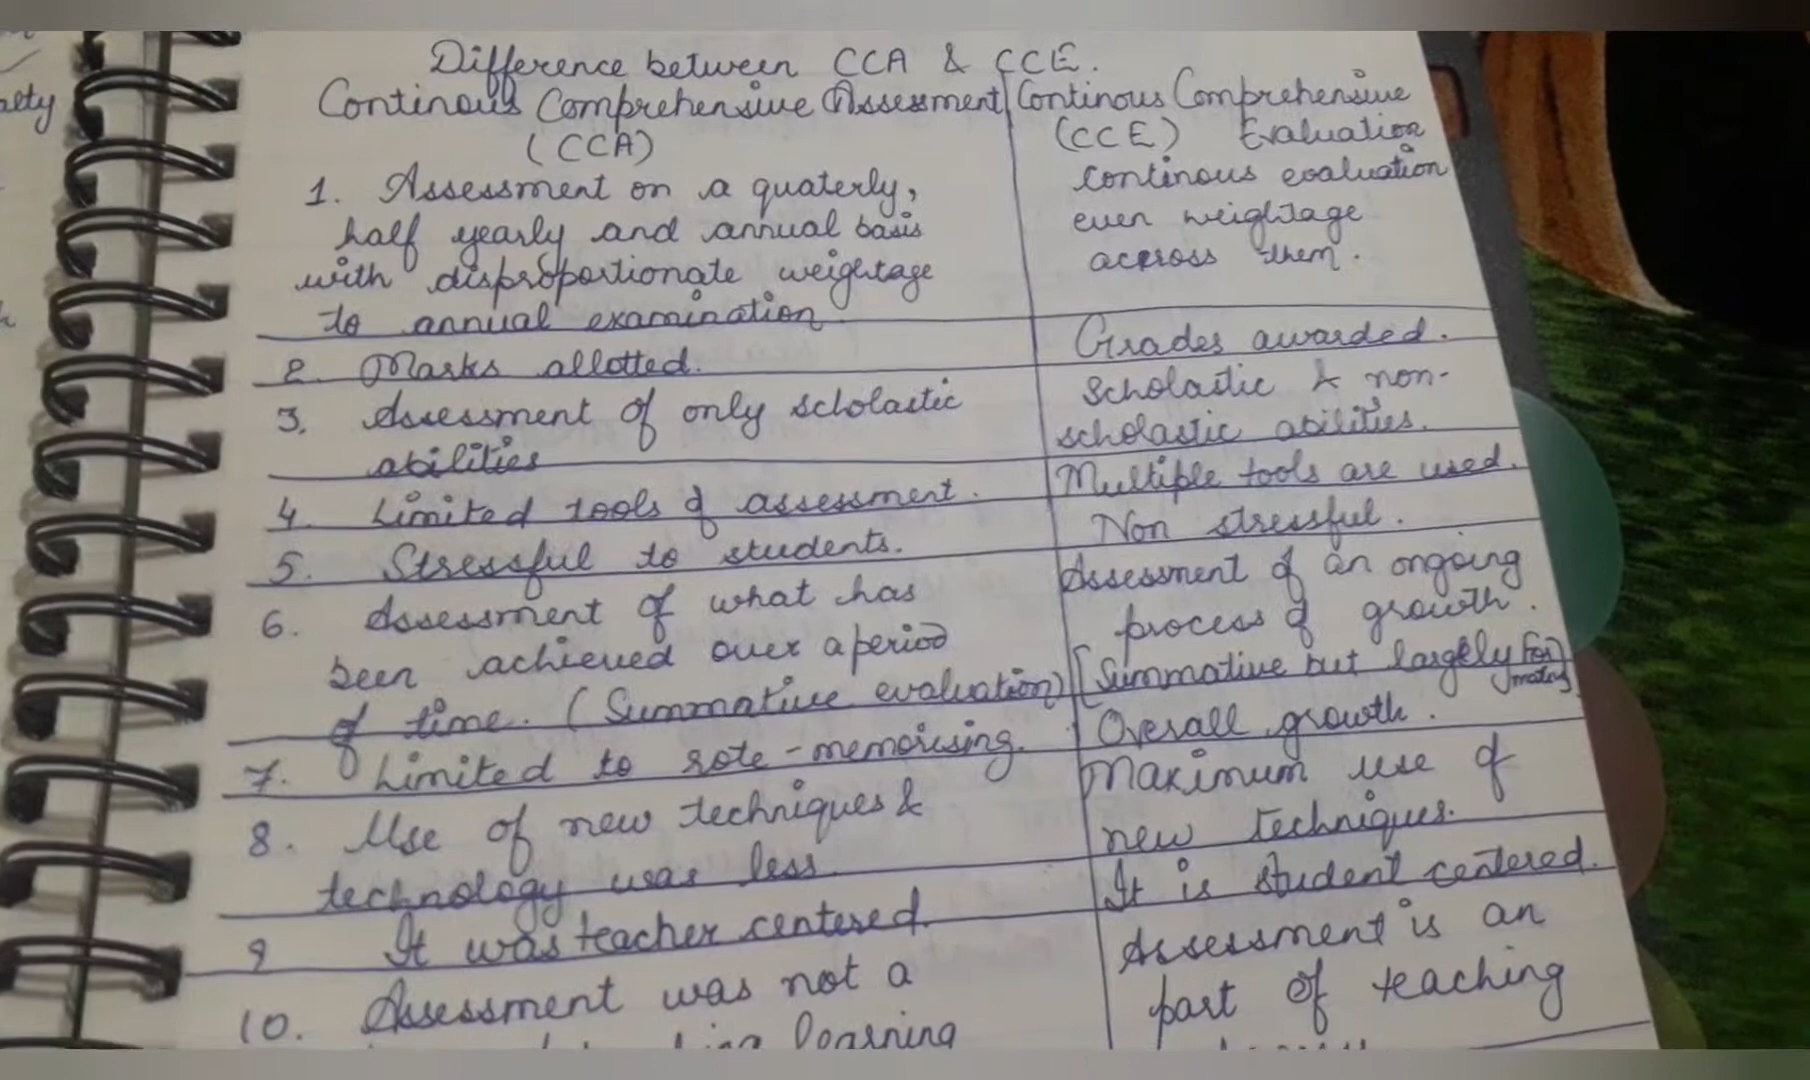 alty
Difference between CCA & CCE.
Continous Comprehensive Assessment
(CCA)
1. Assessment on a quaterly,
half yearly and annual basis
with disproportionate weightage
to annual examination
2. Marks allotted.
3. Assessment of only scholastic
abilities
4. Limited tools of assessment.
5. Stressful to students.
6. Assessment of what has
been achieved over a period
of time. (Summative evaluation)
7. Limited to rote-memorising.
8. Use of new techniques &
technology was less.
9 It was teacher centered.
10. Assessment was not a
learning
Continous Comprehensive
(CCE) Evaluation
continous evaluation
even weightage
accross them.
Grades awarded.
Scholastic & non-
scholastic abilities.
Multiple tools are used.
Non stressful.
Assessment of an ongoing
process of growth.
[Summative but largely For
mative]
Overall growth.
Maximum use of
new techniques.
It is student centered.
Assessment is an
part of teaching